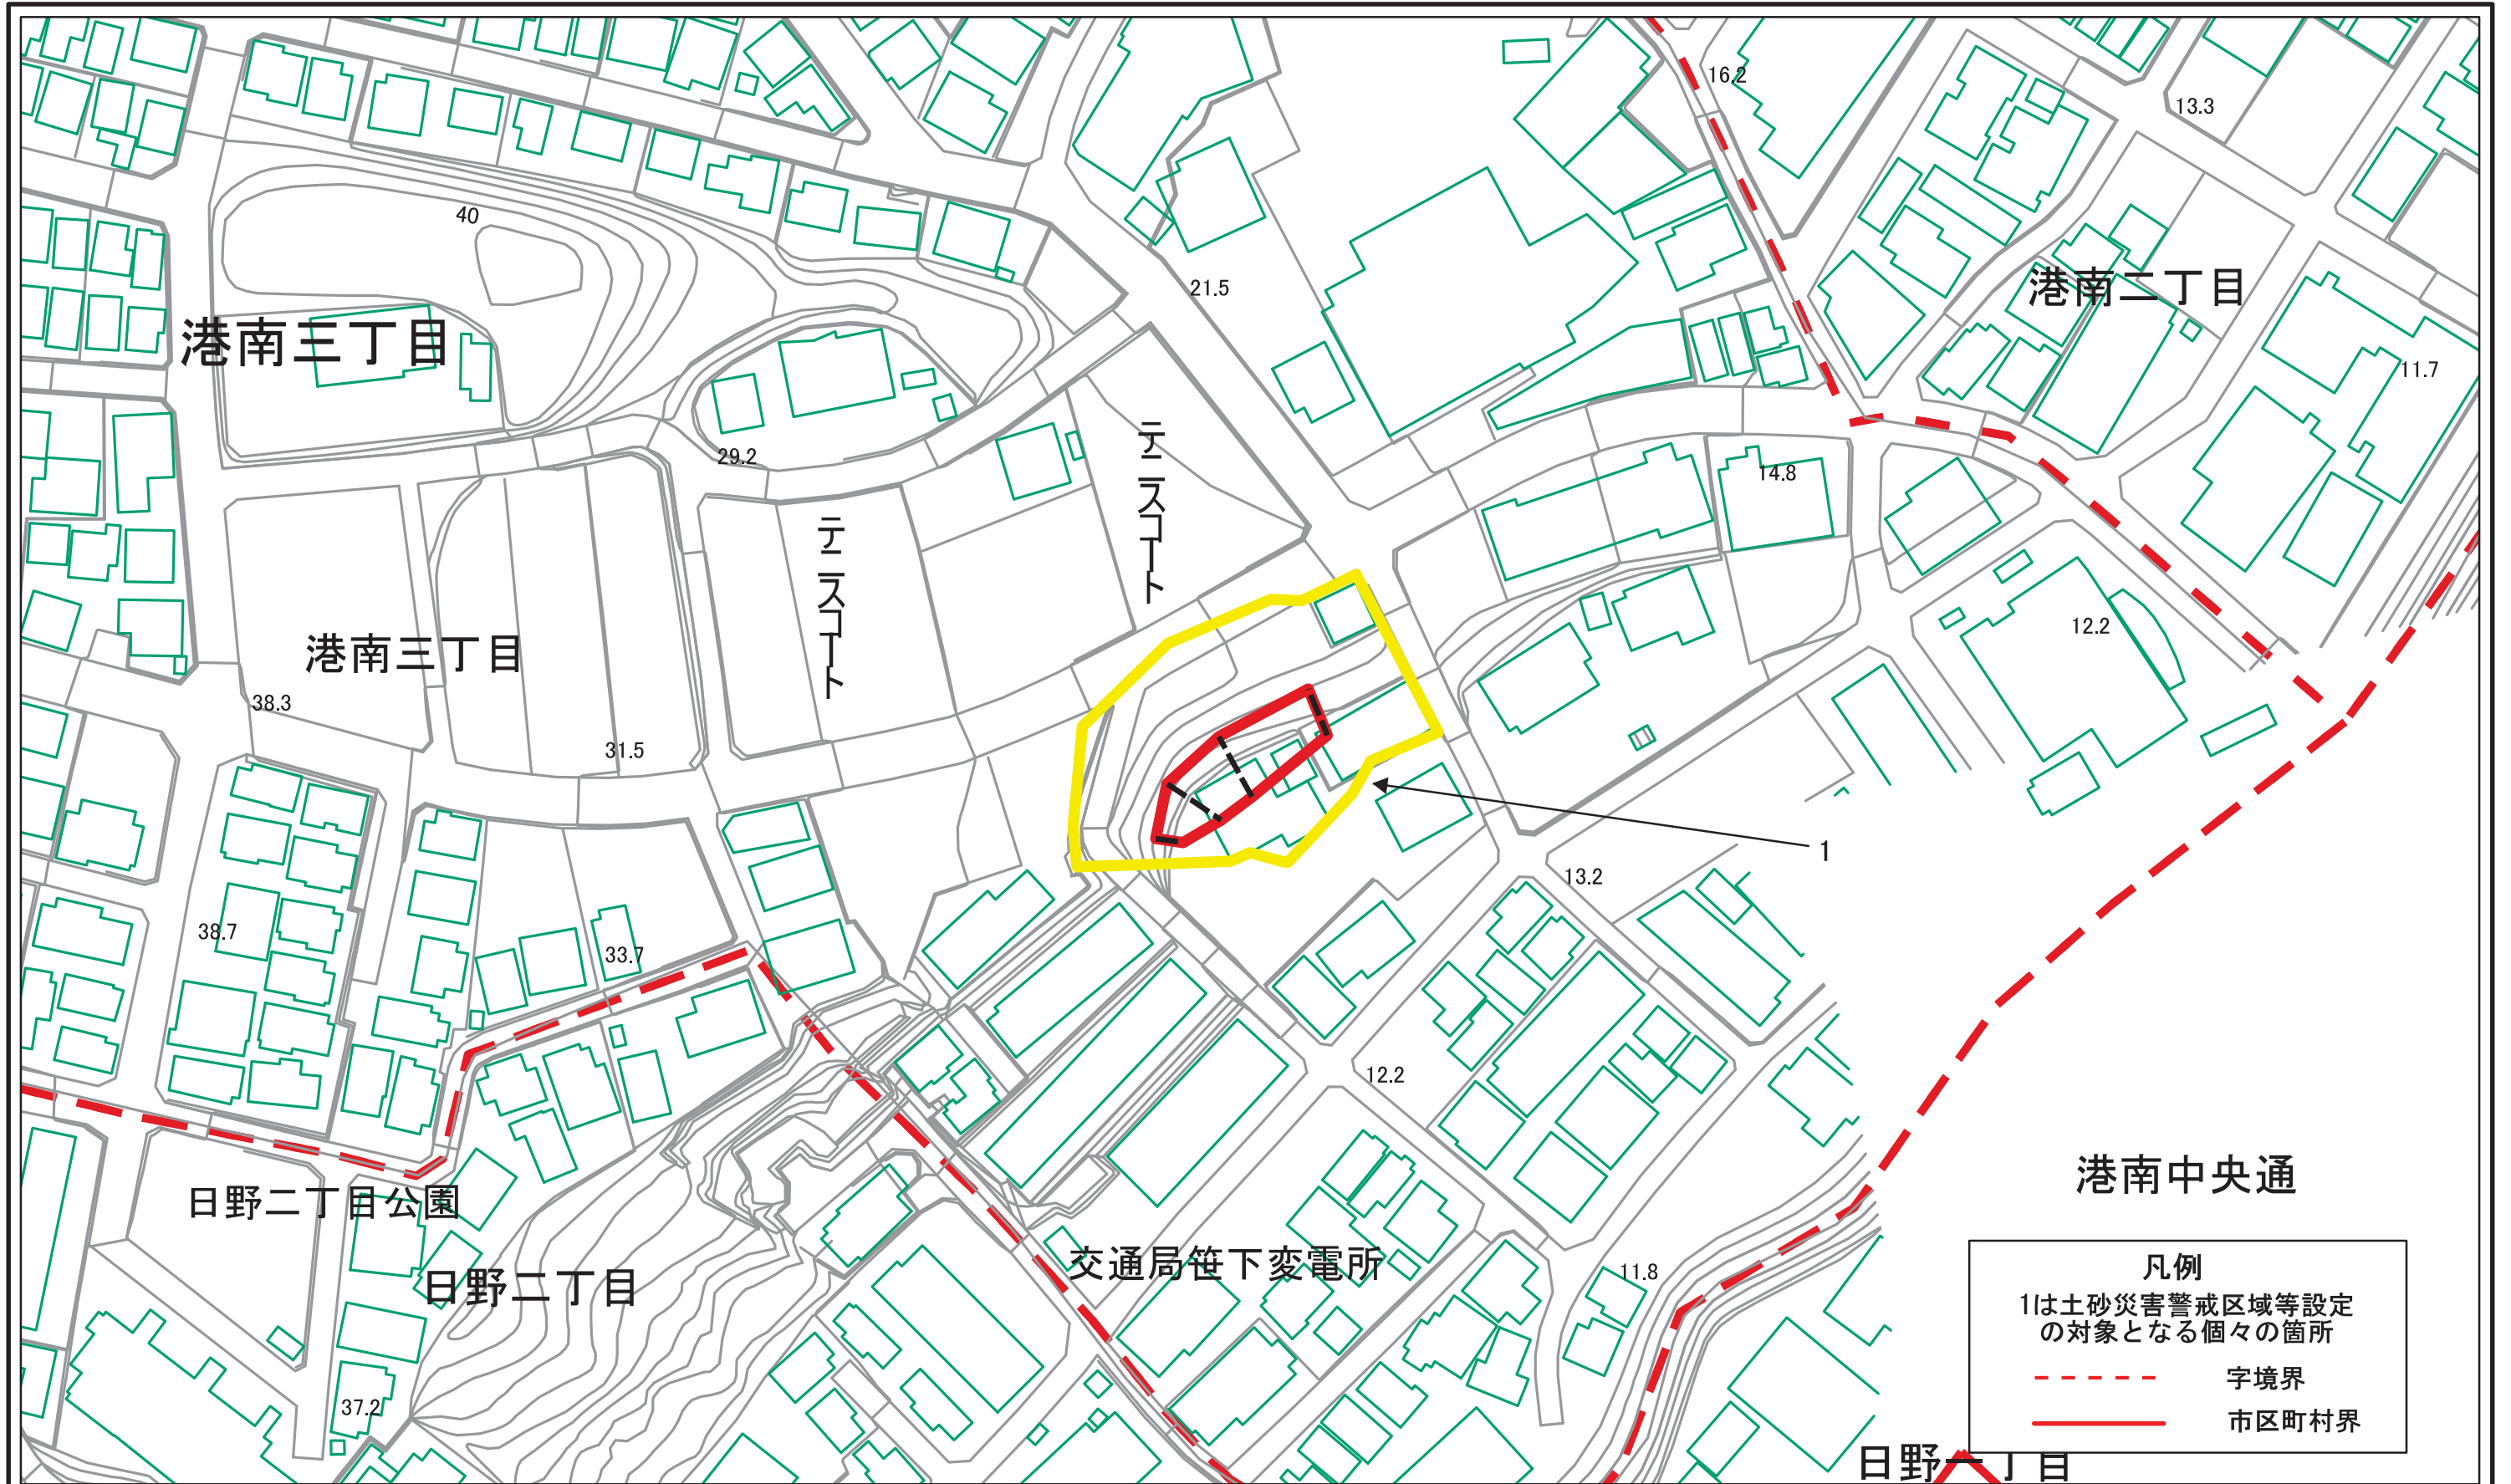 16.2
13.3
40
21.5
港南二丁目
港南三丁目
11.7
テニスコート
29.2
14.8
テニスコート
港南三丁目
12.2
38.3
31.5
1
13.2
38.7
33.7
12.2
港南中央通
日野二丁目公園
交通局笹下変電所
11.8
日野二丁目
凡例
1は土砂災害警戒区域等設定
の対象となる個々の箇所
字境界
市区町村界
37.2
日野一丁目